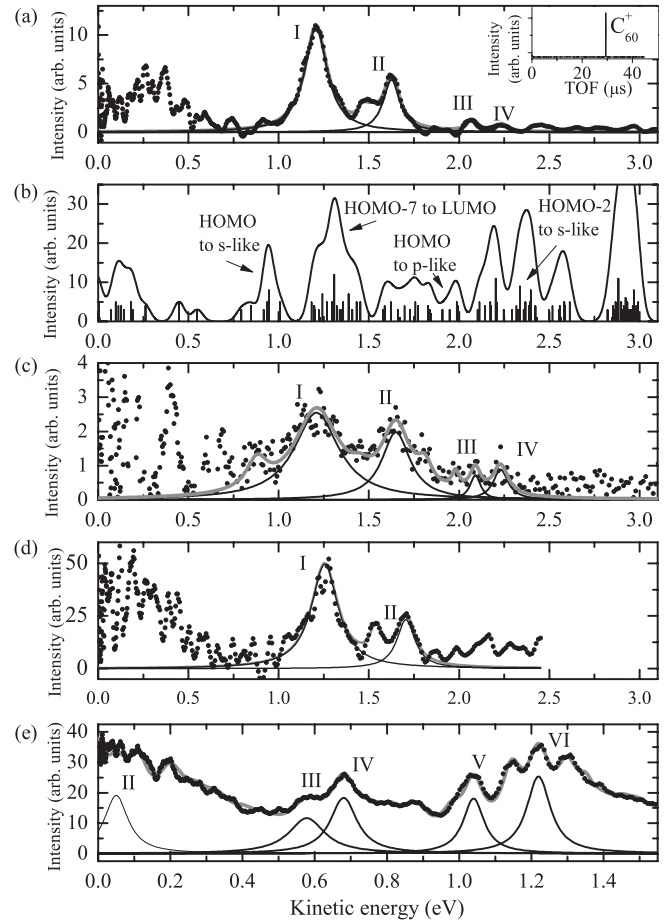 (a)
Intensity (arb. units)
10
5
0
I
II
III
IV
Intensity
(arb. units)
C60+
0 20 40
TOF (μs)
0.0 0.5 1.0 1.5 2.0 2.5 3.0
(b)
Intensity (arb. units)
30
20
10
0
HOMO
to s-like
HOMO-7 to LUMO
HOMO
to p-like
HOMO-2
to s-like
0.0 0.5 1.0 1.5 2.0 2.5 3.0
(c)
Intensity (arb. units)
4
3
2
1
0
I
II
III
IV
0.0 0.5 1.0 1.5 2.0 2.5 3.0
(d)
Intensity (arb. units)
50
25
0
I
II
0.0 0.5 1.0 1.5 2.0 2.5 3.0
(e)
Intensity (arb. units)
40
30
20
10
0
II
III
IV
V
VI
0.0 0.2 0.4 0.6 0.8 1.0 1.2 1.4
Kinetic energy (eV)